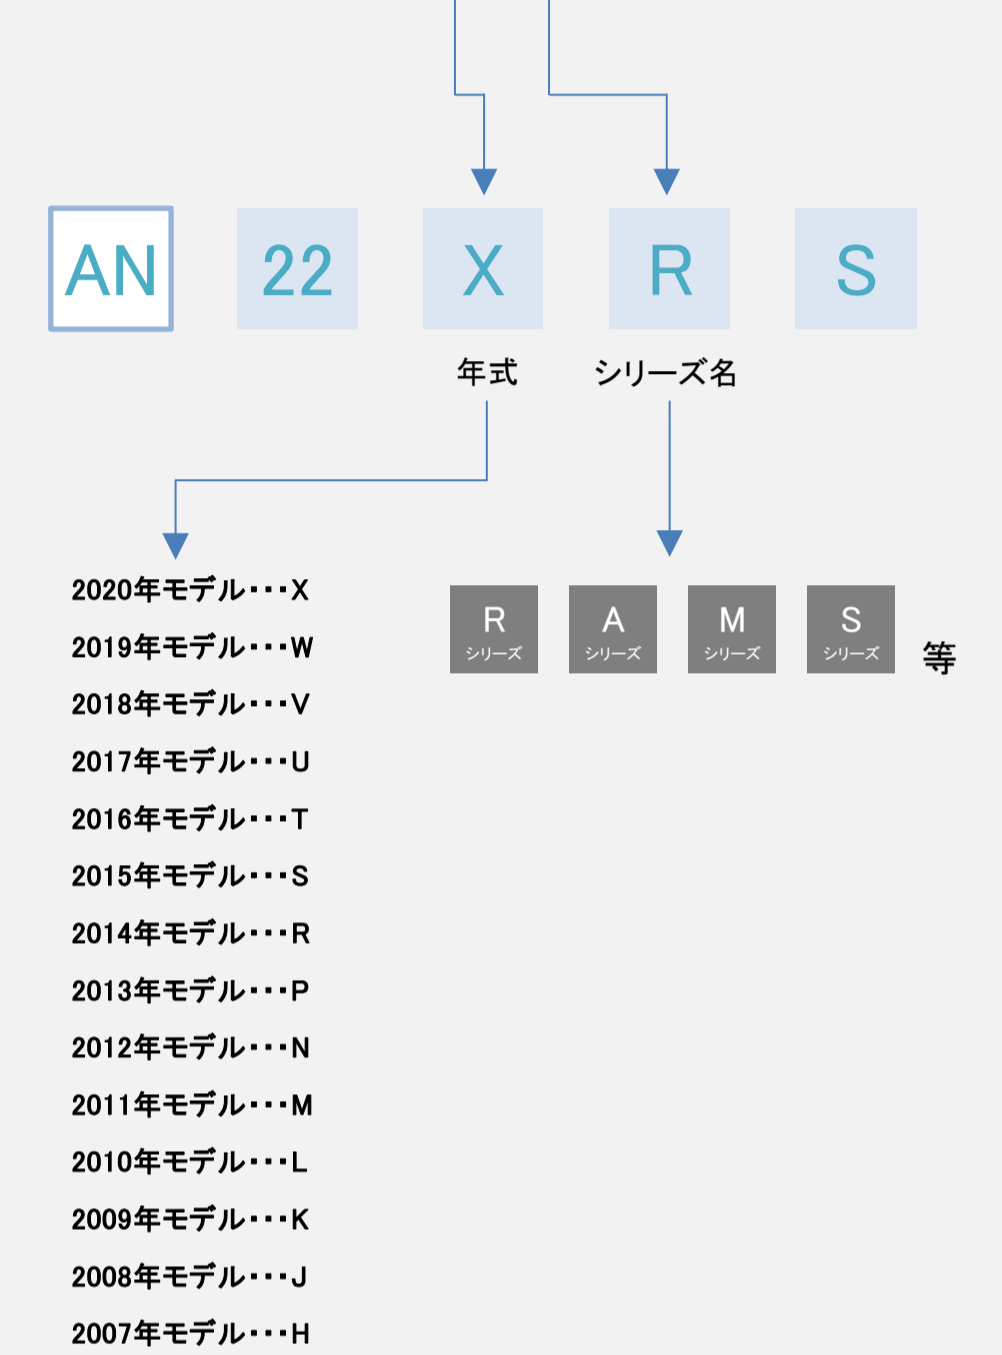 AN 22 X R S
年式 シリーズ名
2020年モデル・・・X
2019年モデル・・・W
2018年モデル・・・V
2017年モデル・・・U
2016年モデル・・・T
2015年モデル・・・S
2014年モデル・・・R
2013年モデル・・・P
2012年モデル・・・N
2011年モデル・・・M
2010年モデル・・・L
2009年モデル・・・K
2008年モデル・・・J
2007年モデル・・・H
R A M S
シリーズ シリーズ シリーズ シリーズ 等